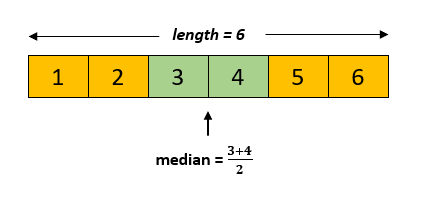 length = 6
1 2 3 4 5 6
median = 3+4/2